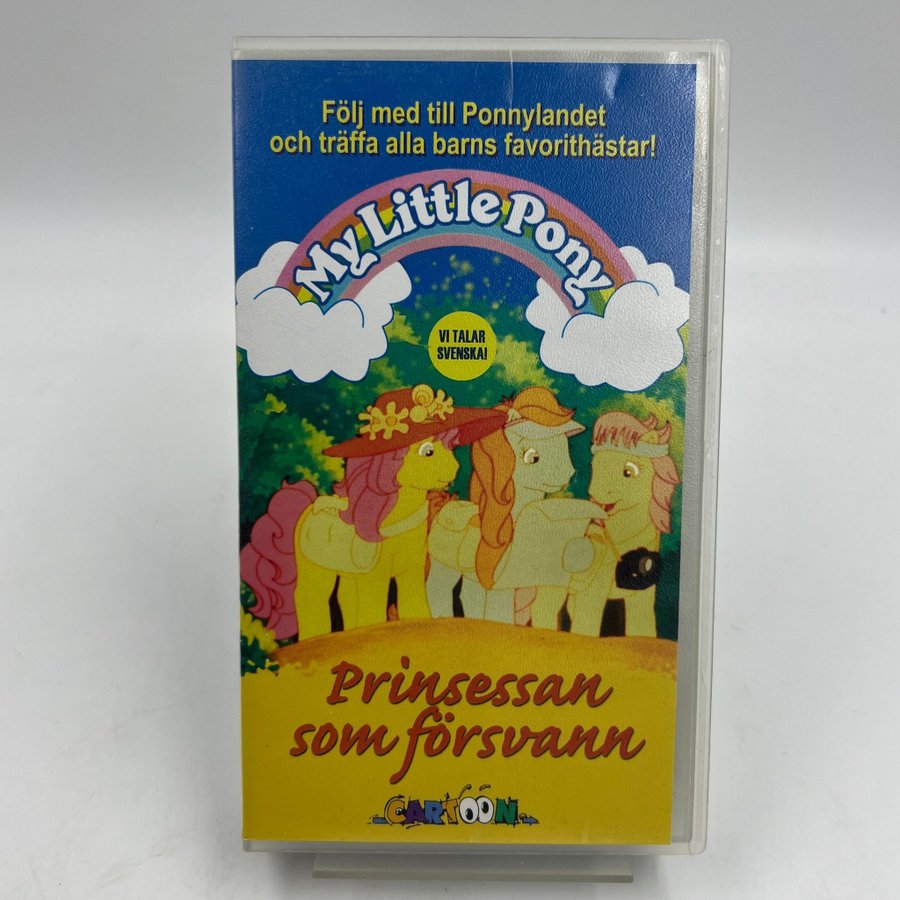 Följ med till Ponnylandet
och träffa alla barns favorithästar!
My Little Pony
VI TALAR
SVENSKA!
Prinsessan
som försvann
CARTOON